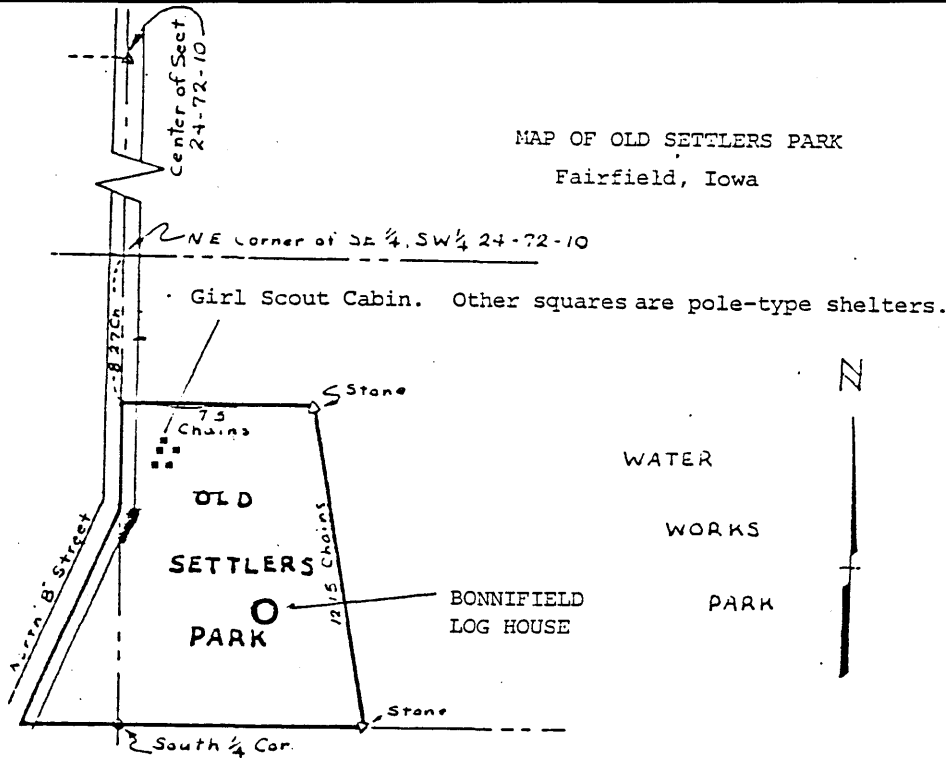 Center of Sect.
24-72-10
MAP OF OLD SETTLERS PARK
Fairfield, Iowa
NE Corner of SE ¼, SW ¼ 24-72-10
Girl Scout Cabin. Other squares are pole-type shelters.
8.27 Ch
Stone
7.5
Chains
N
WATER
WORKS
PARK
OLD
SETTLERS
PARK
12.15 Chains
BONNIFIELD
LOG HOUSE
North "B" Street
Stone
South ¼ Cor.